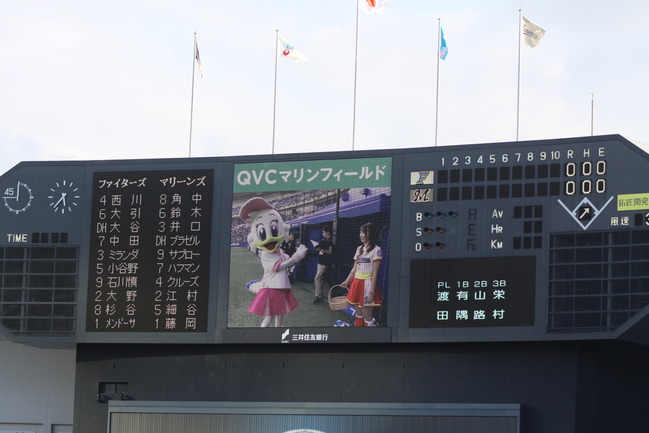 ファイターズ マリーンズ
4 西川 8 角中
6 大引 6 鈴木
DH 大谷 3 井口
7 中田 DH ブラゼル
3 ミランダ 9 サブロー
5 小谷野 7 ハフマン
9 石川慎 4 クルーズ
2 大野 2 江村
8 杉谷 5 細谷
1 メンドーサ 1 藤岡
QVCマリンフィールド
三井住友銀行
45
TIME
1 2 3 4 5 6 7 8 9 10 R H E
0 0 0
0 0 0
B H Av
S E Hr
O Fc Km
PL 1B 2B 3B
渡 有 山 栄
田 隅 路 村
拓匠開発
限速